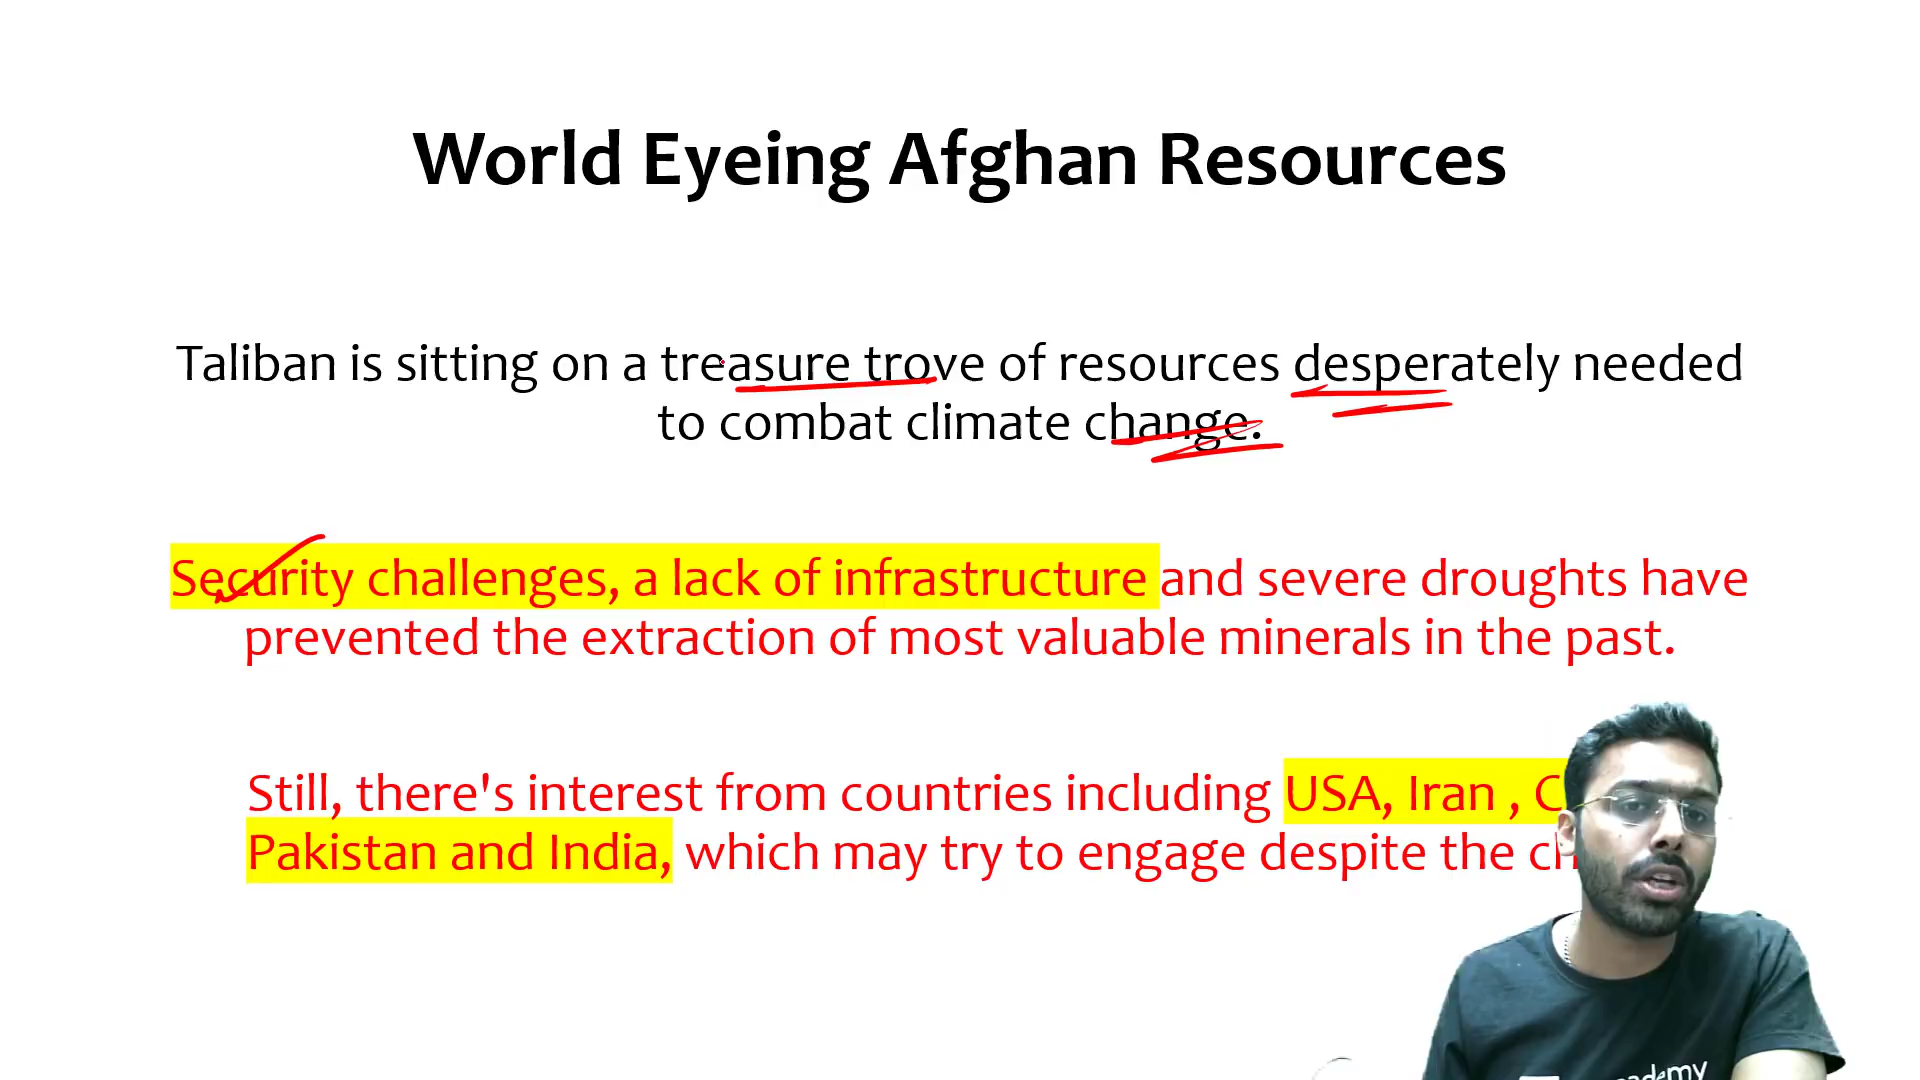 World Eyeing Afghan Resources
Taliban is sitting on a treasure trove of resources desperately needed
to combat climate change.
Security challenges, a lack of infrastructure and severe droughts have
prevented the extraction of most valuable minerals in the past.
Still, there's interest from countries including USA, Iran ,
Pakistan and India, which may try to engage despite the